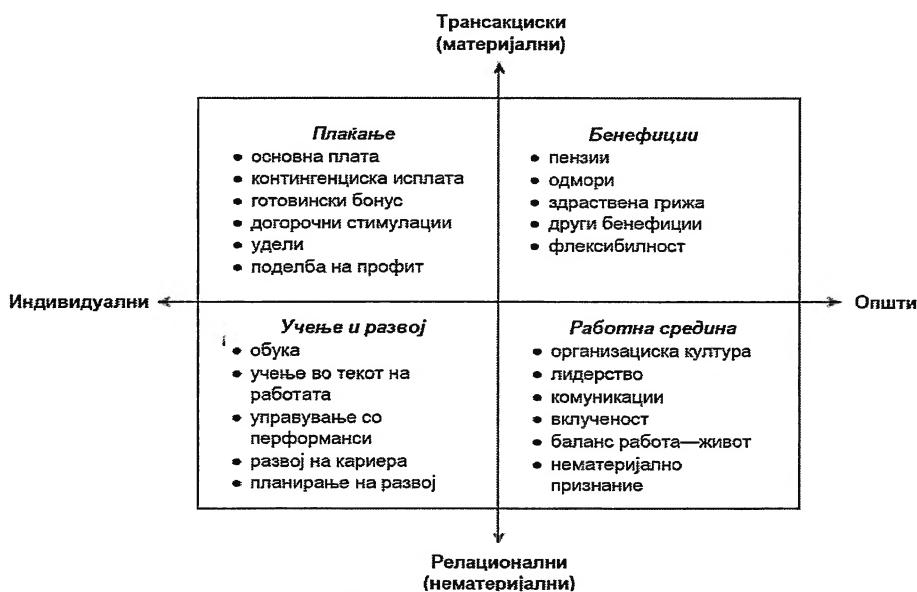 Трансакциски
(материјални)
Плаќање
• основна плата
• контингенциска исплата
• готовински бонус
• догорочни стимулации
• удели
• поделба на профит
Бенефиции
• пензии
• одмори
• здраствена грижа
• други бенефиции
• флексибилност
Индивидуални
Општи
Учење и развој
• обука
• учење во текот на
работата
• управување со
перформанси
• развој на кариера
• планирање на развој
Работна средина
• организациска култура
• лидерство
• комуникации
• вклученост
• баланс работа—живот
• нематеријално
признание
Релационални
(нематеријални)